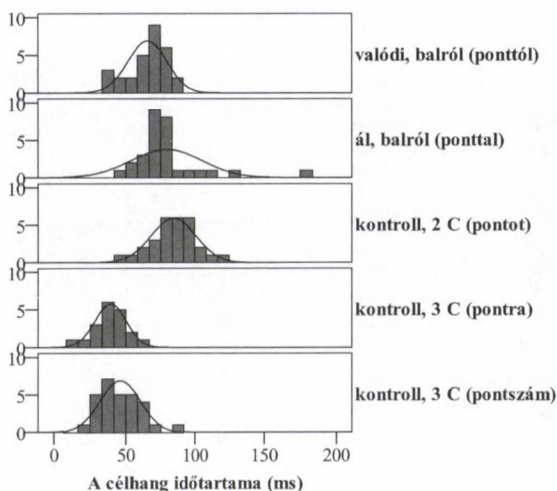 10
5
0
valódi, balról (ponttól)
10
5
0
ál, balról (ponttal)
10
5
0
kontroll, 2 C (pontot)
10
5
0
kontroll, 3 C (pontra)
10
5
0
kontroll, 3 C (pontszám)
0 50 100 150 200
A célhang időtartama (ms)